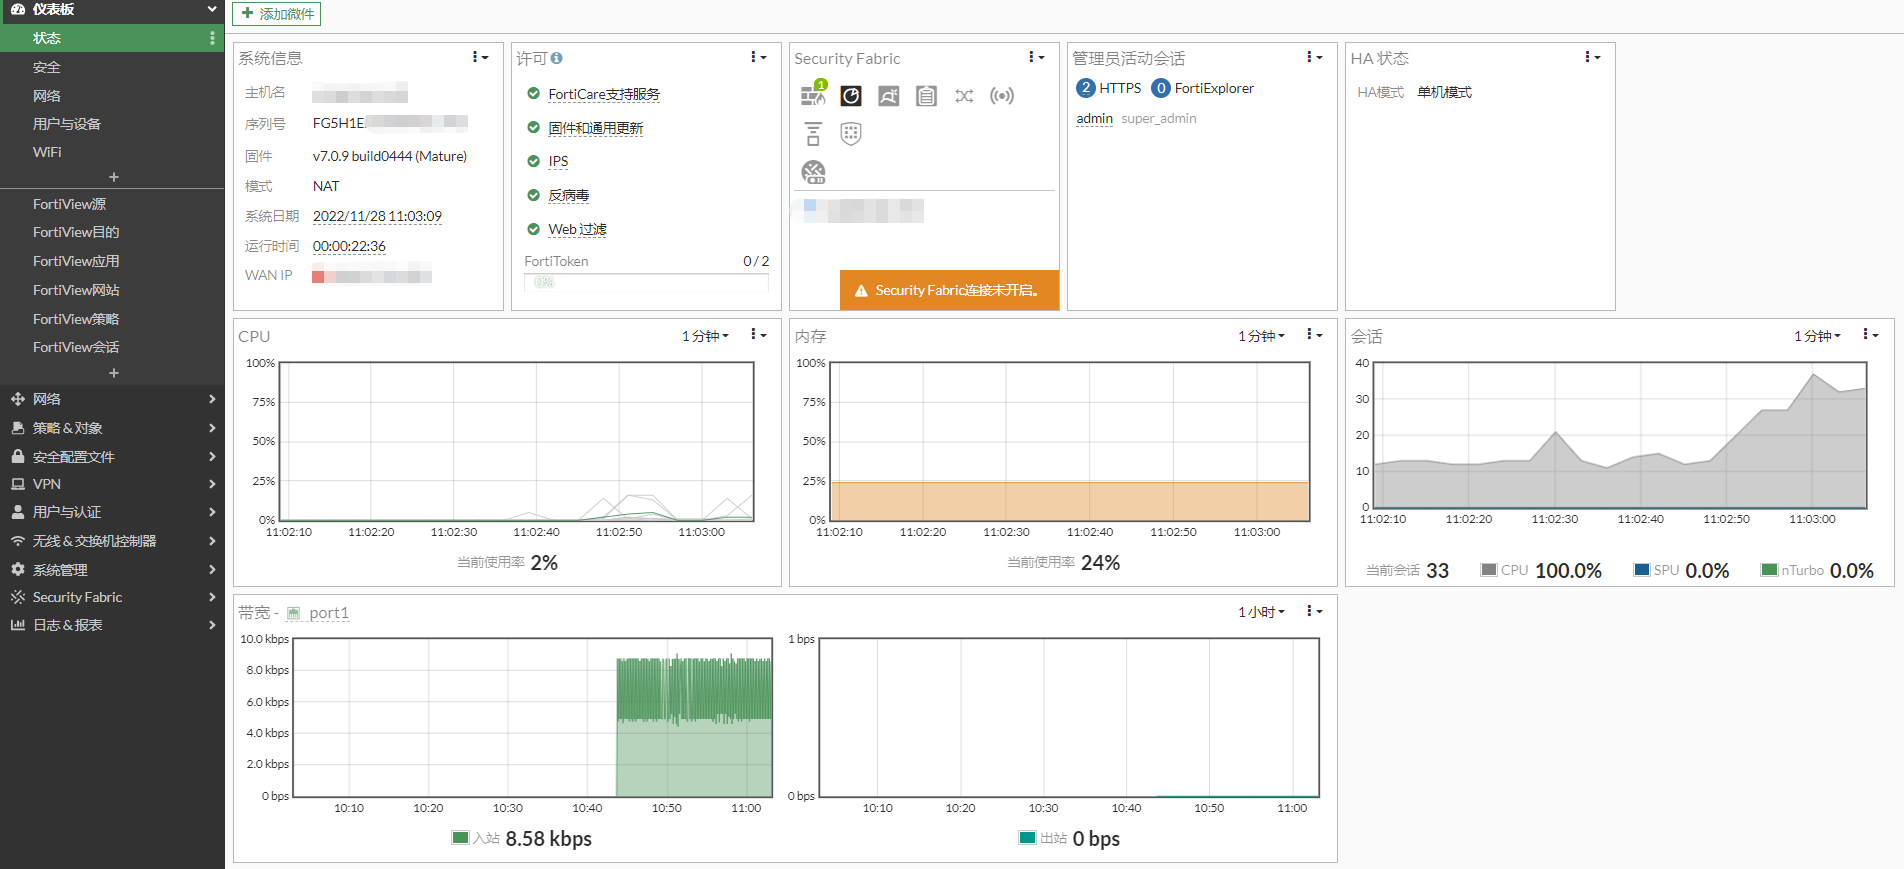 仪表板
状态
安全
网络
用户与设备
WiFi
+
FortiView源
FortiView目的
FortiView应用
FortiView网站
FortiView策略
FortiView会话
+
网络
策略 & 对象
安全配置文件
VPN
用户与认证
无线 & 交换机控制器
系统管理
Security Fabric
日志 & 报表
+ 添加微件
系统信息
主机名
序列号 FG5H1E
固件 v7.0.9 build0444 (Mature)
模式 NAT
系统日期 2022/11/28 11:03:09
运行时间 00:00:22:36
WAN IP
许可
FortiCare支持服务
固件和通用更新
IPS
反病毒
Web 过滤
FortiToken 0 / 2
0%
Security Fabric
1
Security Fabric连接未开启。
管理员活动会话
2 HTTPS 0 FortiExplorer
admin super_admin
HA 状态
HA模式 单机模式
CPU 1 分钟
100%
75%
50%
25%
0%
11:02:10 11:02:20 11:02:30 11:02:40 11:02:50 11:03:00
当前使用率 2%
内存 1 分钟
100%
75%
50%
25%
0%
11:02:10 11:02:20 11:02:30 11:02:40 11:02:50 11:03:00
当前使用率 24%
会话 1 分钟
40
30
20
10
0
11:02:10 11:02:20 11:02:30 11:02:40 11:02:50 11:03:00
当前会话 33 CPU 100.0% SPU 0.0% nTurbo 0.0%
带宽 - port1 1 小时
10.0 kbps
8.0 kbps
6.0 kbps
4.0 kbps
2.0 kbps
0 bps
10:10 10:20 10:30 10:40 10:50 11:00
入站 8.58 kbps
1 bps
0 bps
10:10 10:20 10:30 10:40 10:50 11:00
出站 0 bps